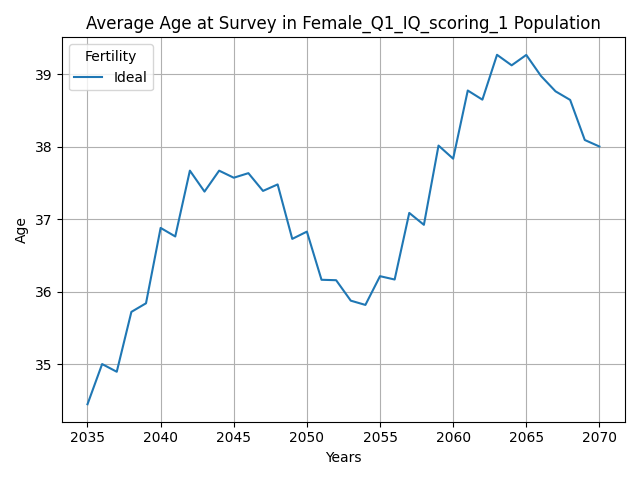 Average Age at Survey in Female_Q1_IQ_scoring_1 Population
Fertility
Ideal
39
38
37
36
35
Age
2035 2040 2045 2050 2055 2060 2065 2070
Years